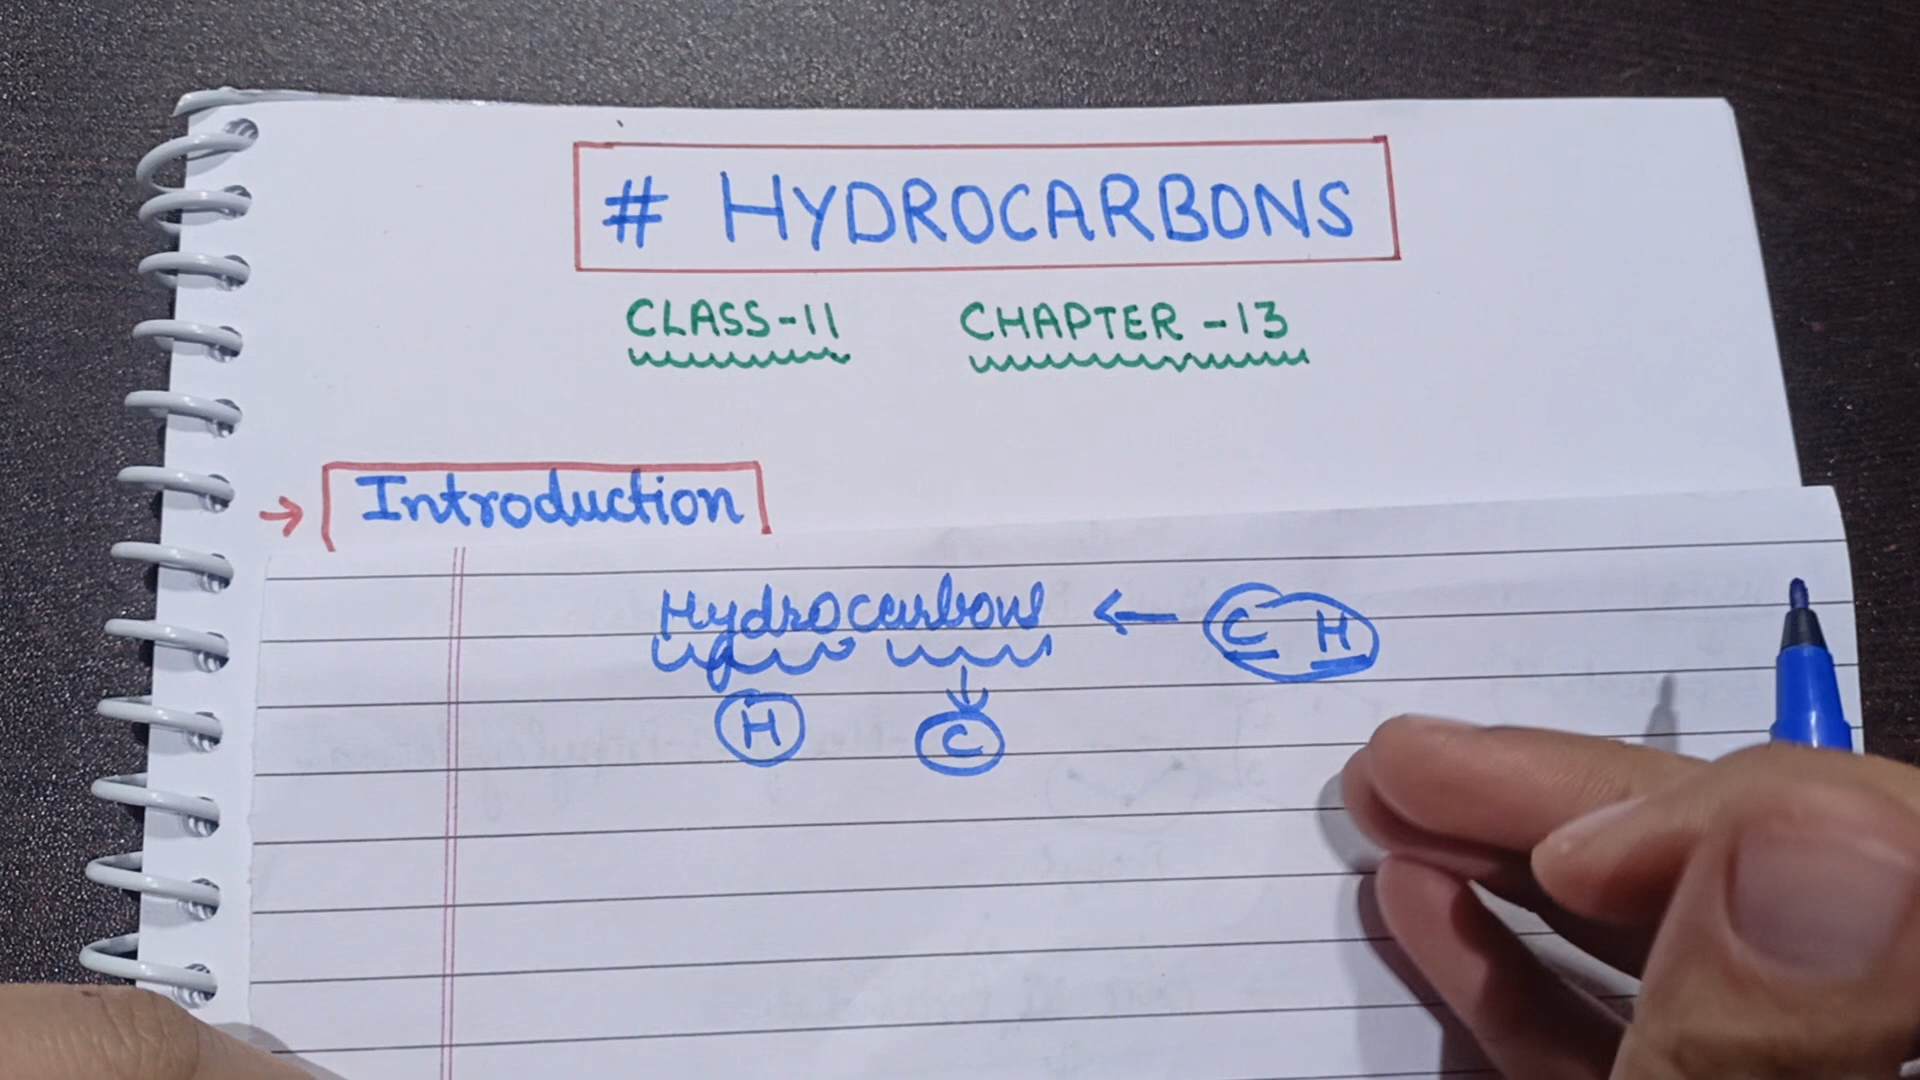 # HYDROCARBONS
CLASS-11 CHAPTER-13
→ Introduction
Hydrocarbons ← C H
H C